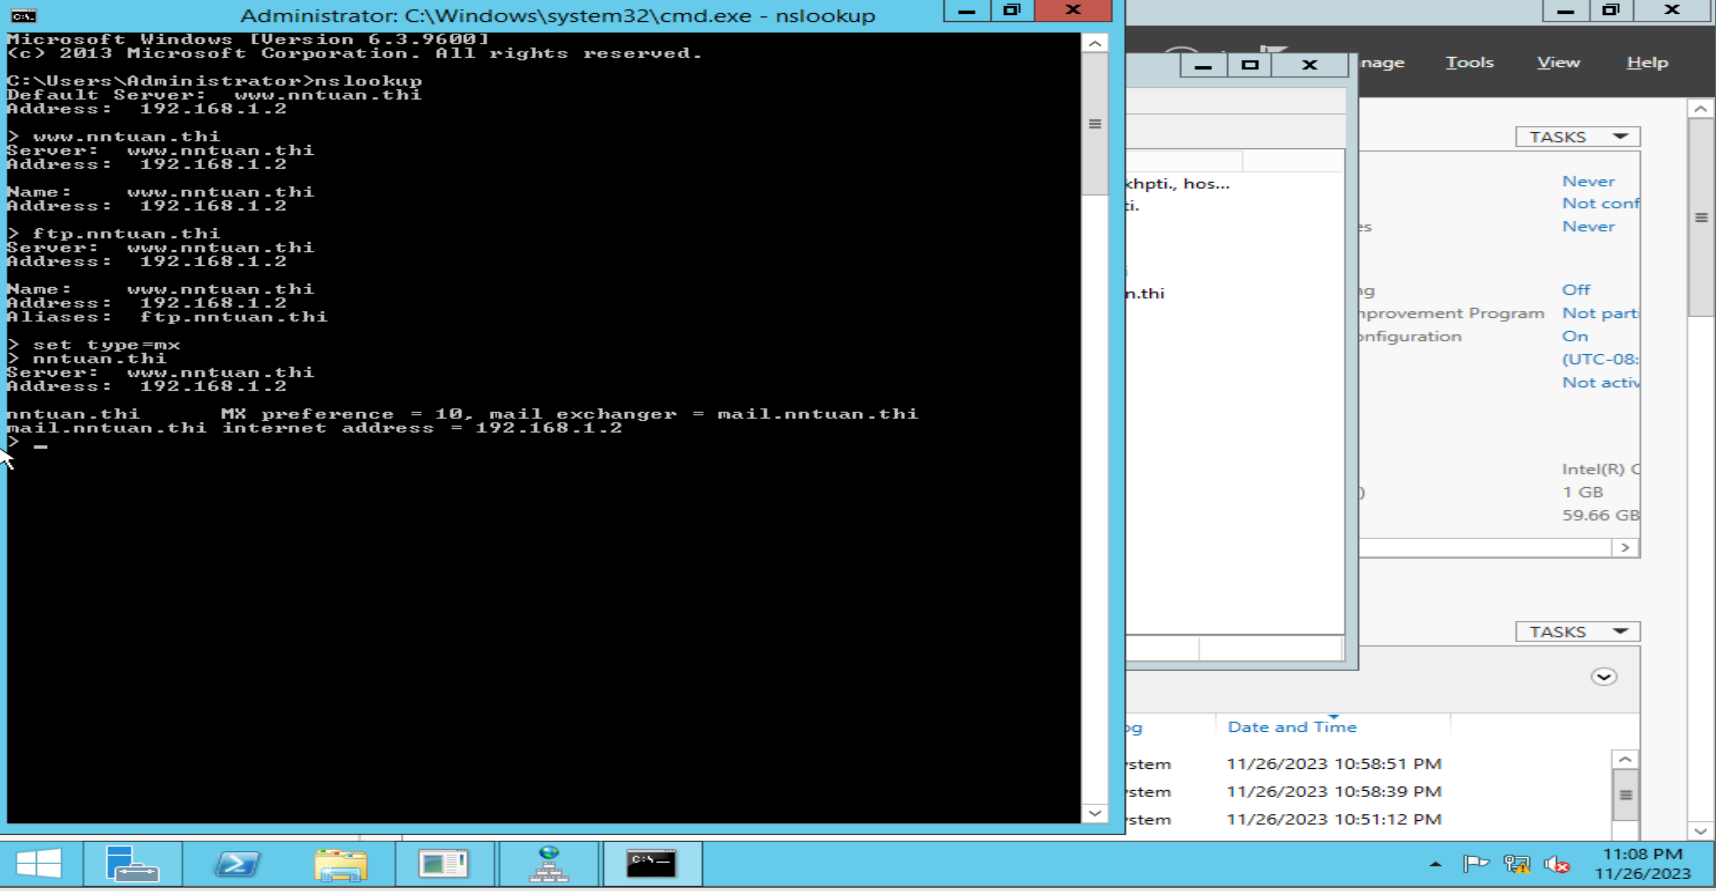 Administrator: C:\Windows\system32\cmd.exe - nslookup
Microsoft Windows [Version 6.3.9600]
(c) 2013 Microsoft Corporation. All rights reserved.
C:\Users\Administrator>nslookup
Default Server:  www.nntuan.thi
Address:  192.168.1.2
> www.nntuan.thi
Server:  www.nntuan.thi
Address:  192.168.1.2
Name:    www.nntuan.thi
Address:  192.168.1.2
> ftp.nntuan.thi
Server:  www.nntuan.thi
Address:  192.168.1.2
Name:    www.nntuan.thi
Address:  192.168.1.2
Aliases:  ftp.nntuan.thi
> set type=mx
> nntuan.thi
Server:  www.nntuan.thi
Address:  192.168.1.2
nntuan.thi      MX preference = 10, mail exchanger = mail.nntuan.thi
mail.nntuan.thi internet address = 192.168.1.2
> _
nage Tools View Help
TASKS
khpti., hos...
ti.
n.thi
Never
Not conf
es Never
ng Off
nprovement Program Not parti
onfiguration On
(UTC-08:
Not activ
Intel(R) C
) 1 GB
59.66 GB
TASKS
og Date and Time
ystem 11/26/2023 10:58:51 PM
ystem 11/26/2023 10:58:39 PM
ystem 11/26/2023 10:51:12 PM
C:\_
11:08 PM
11/26/2023